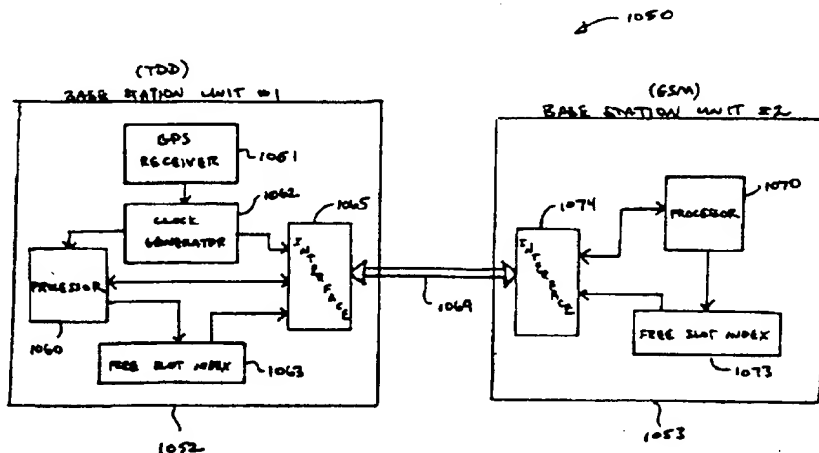 1050
(TDD)
BASE STATION UNIT #1
(GSM)
BASE STATION UNIT #2
GPS
RECEIVER
1061
1062
1065
CLOCK
GENERATOR
INTERFACE
PROCESSOR
1060
FREE SLOT INDEX
1063
1052
1069
1074
INTERFACE
1070
PROCESSOR
FREE SLOT INDEX
1073
1053